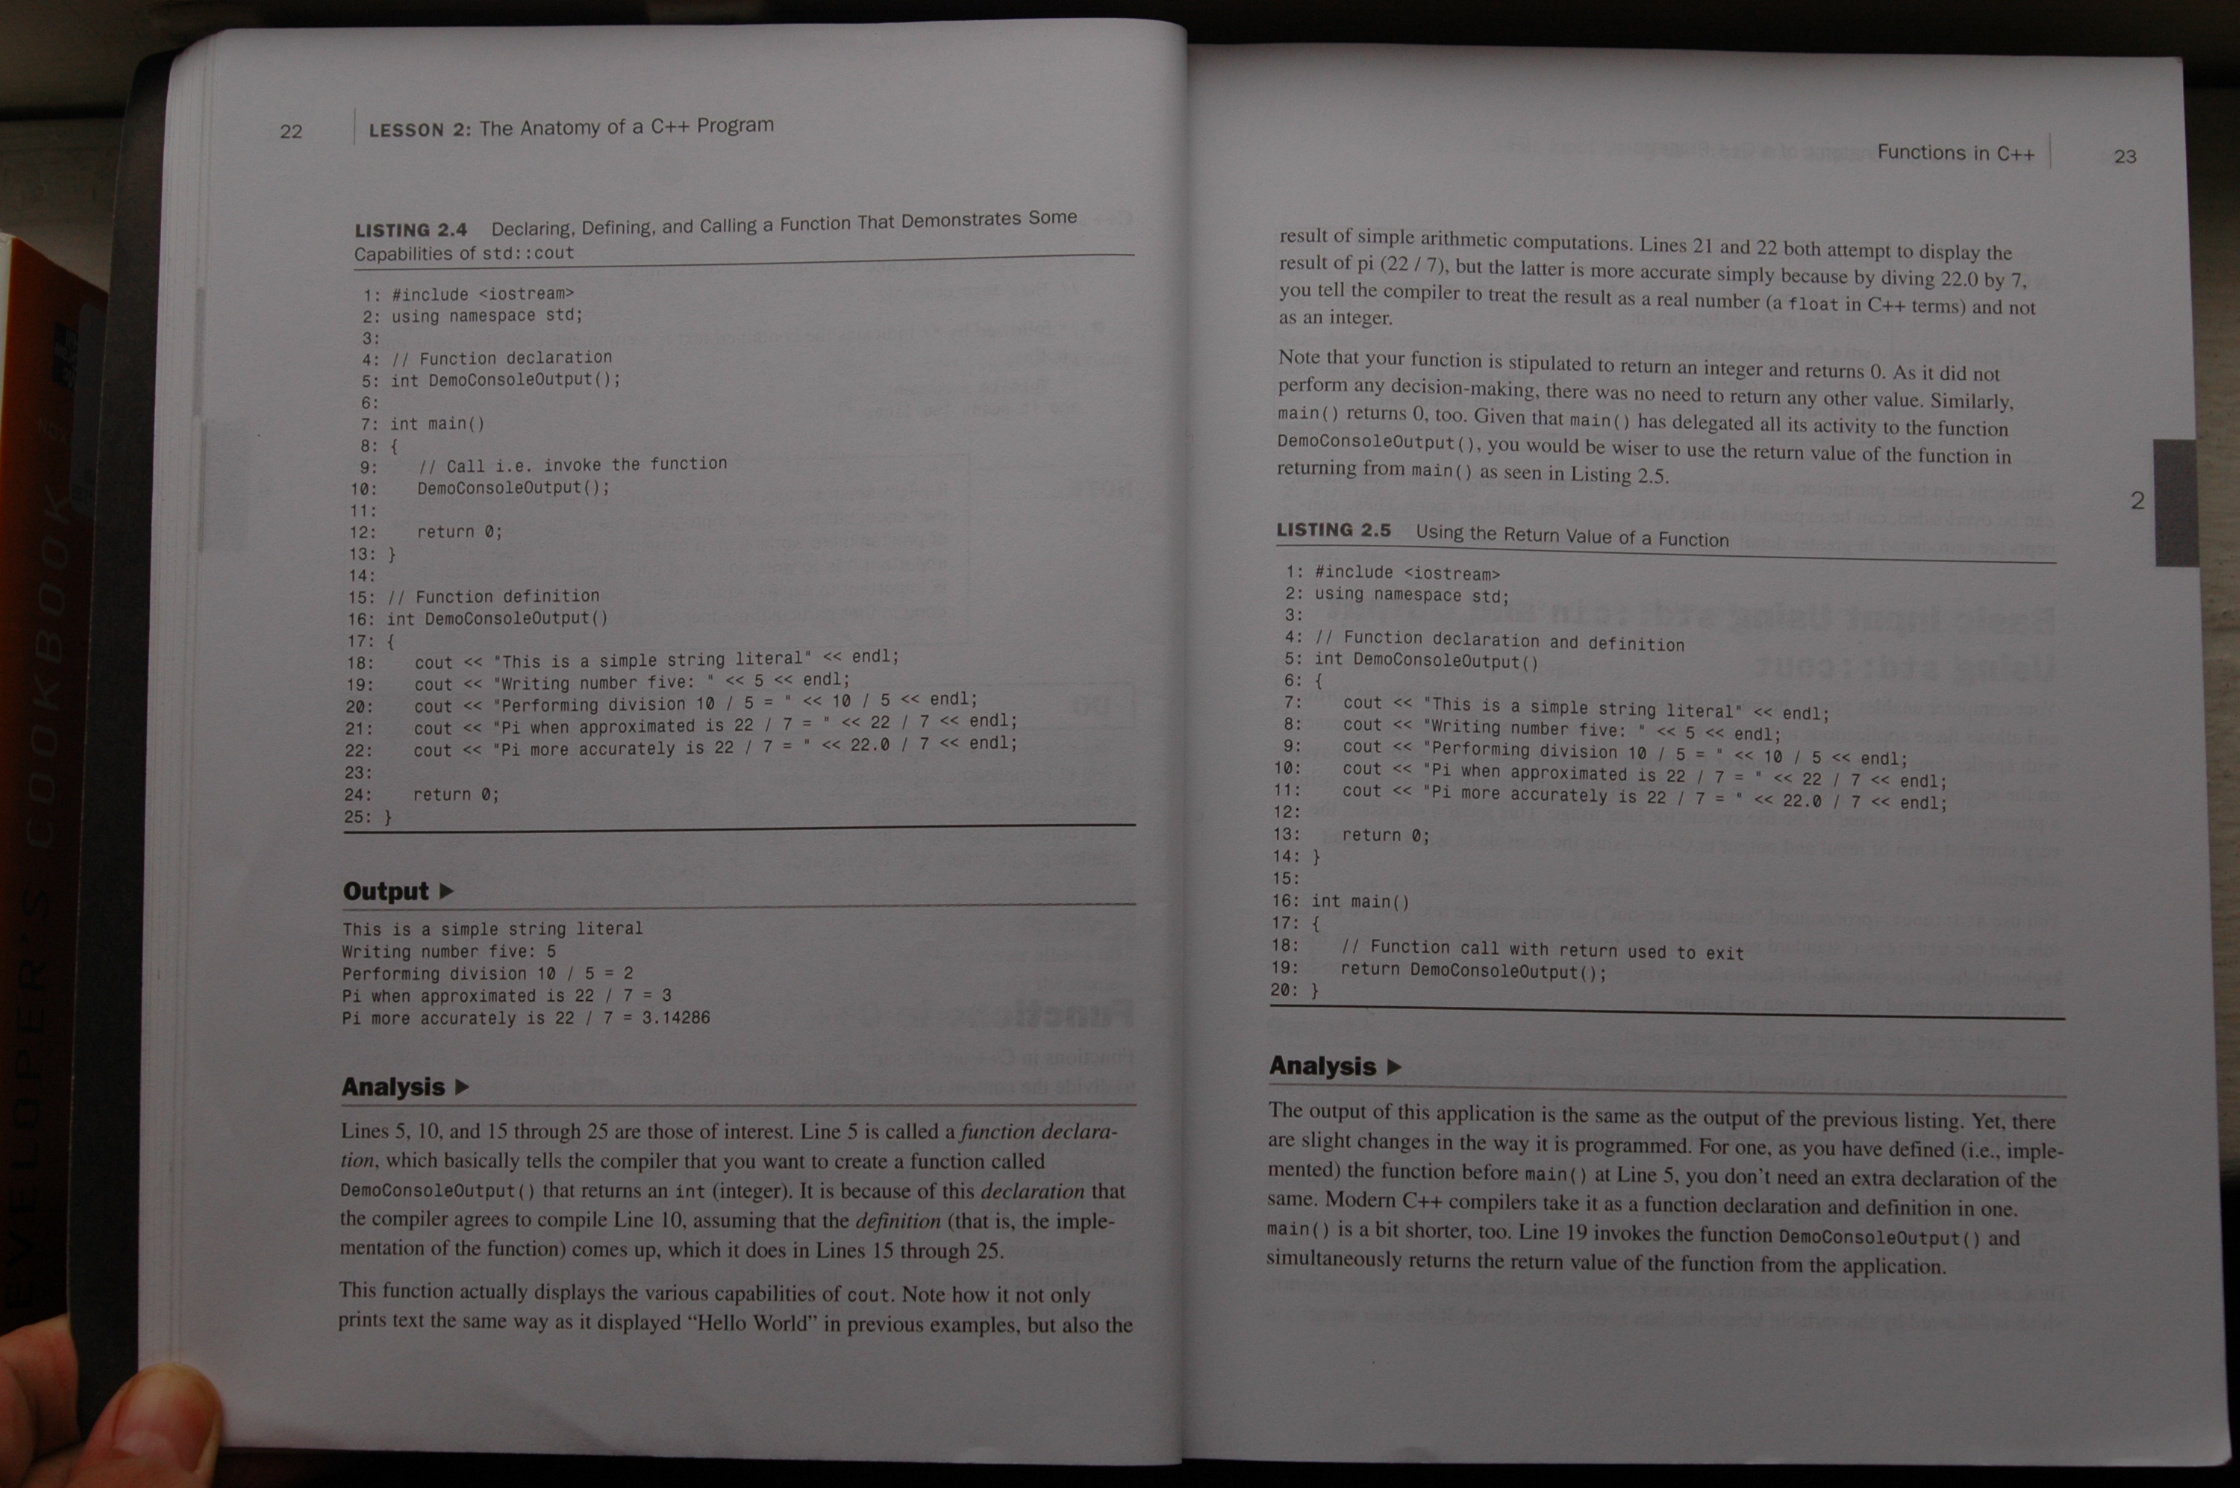 22
LESSON 2: The Anatomy of a C++ Program
LISTING 2.4 Declaring, Defining, and Calling a Function That Demonstrates Some
Capabilities of std::cout
1: #include <iostream>
2: using namespace std;
3:
4: // Function declaration
5: int DemoConsoleOutput();
6:
7: int main()
8: {
9: // Call i.e. invoke the function
10: DemoConsoleOutput();
11:
12: return 0;
13: }
14:
15: // Function definition
16: int DemoConsoleOutput()
17: {
18: cout << "This is a simple string literal" << endl;
19: cout << "Writing number five: " << 5 << endl;
20: cout << "Performing division 10 / 5 = " << 10 / 5 << endl;
21: cout << "Pi when approximated is 22 / 7 = " << 22 / 7 << endl;
22: cout << "Pi more accurately is 22 / 7 = " << 22.0 / 7 << endl;
23:
24: return 0;
25: }
Output ▶
This is a simple string literal
Writing number five: 5
Performing division 10 / 5 = 2
Pi when approximated is 22 / 7 = 3
Pi more accurately is 22 / 7 = 3.14286
Analysis ▶
Lines 5, 10, and 15 through 25 are those of interest. Line 5 is called a function declara-
tion, which basically tells the compiler that you want to create a function called
DemoConsoleOutput() that returns an int (integer). It is because of this declaration that
the compiler agrees to compile Line 10, assuming that the definition (that is, the imple-
mentation of the function) comes up, which it does in Lines 15 through 25.
This function actually displays the various capabilities of cout. Note how it not only
prints text the same way as it displayed “Hello World” in previous examples, but also the
Functions in C++
23
result of simple arithmetic computations. Lines 21 and 22 both attempt to display the
result of pi (22 / 7), but the latter is more accurate simply because by diving 22.0 by 7,
you tell the compiler to treat the result as a real number (a float in C++ terms) and not
as an integer.
Note that your function is stipulated to return an integer and returns 0. As it did not
perform any decision-making, there was no need to return any other value. Similarly,
main() returns 0, too. Given that main() has delegated all its activity to the function
DemoConsoleOutput(), you would be wiser to use the return value of the function in
returning from main() as seen in Listing 2.5.
2
LISTING 2.5 Using the Return Value of a Function
1: #include <iostream>
2: using namespace std;
3:
4: // Function declaration and definition
5: int DemoConsoleOutput()
6: {
7: cout << "This is a simple string literal" << endl;
8: cout << "Writing number five: " << 5 << endl;
9: cout << "Performing division 10 / 5 = " << 10 / 5 << endl;
10: cout << "Pi when approximated is 22 / 7 = " << 22 / 7 << endl;
11: cout << "Pi more accurately is 22 / 7 = " << 22.0 / 7 << endl;
12:
13: return 0;
14: }
15:
16: int main()
17: {
18: // Function call with return used to exit
19: return DemoConsoleOutput();
20: }
Analysis ▶
The output of this application is the same as the output of the previous listing. Yet, there
are slight changes in the way it is programmed. For one, as you have defined (i.e., imple-
mented) the function before main() at Line 5, you don’t need an extra declaration of the
same. Modern C++ compilers take it as a function declaration and definition in one.
main() is a bit shorter, too. Line 19 invokes the function DemoConsoleOutput() and
simultaneously returns the return value of the function from the application.
COOKBOOK